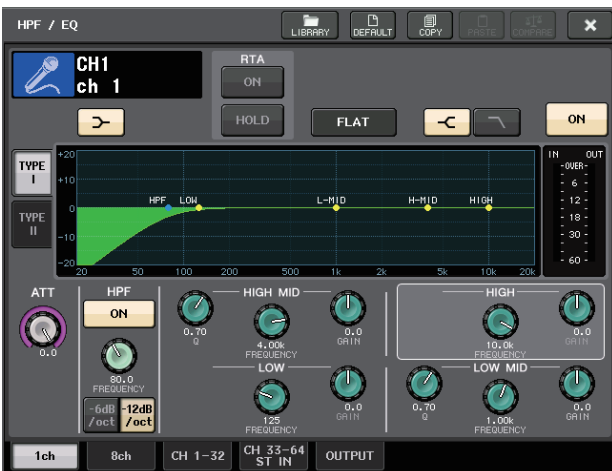 HPF / EQ
LIBRARY
DEFAULT
COPY
PASTE
COMPARE
CH1
ch 1
RTA
ON
HOLD
FLAT
ON
TYPE
I
TYPE
II
+20
+10
0
-10
-20
HPF LOW L-MID H-MID HIGH
20 50 100 200 500 1k 2k 5k 10k 20k
IN OUT
-OVER-
- 6 -
- 12 -
- 18 -
- 30 -
- 60 -
ATT
0.0
HPF
ON
80.0
FREQUENCY
-6dB
/oct
-12dB
/oct
HIGH MID
0.70
Q
4.00k
FREQUENCY
0.0
GAIN
HIGH
10.0k
FREQUENCY
0.0
GAIN
LOW
125
FREQUENCY
0.0
GAIN
LOW MID
0.70
Q
1.00k
FREQUENCY
0.0
GAIN
1ch
8ch
CH 1-32
CH 33-64
ST IN
OUTPUT